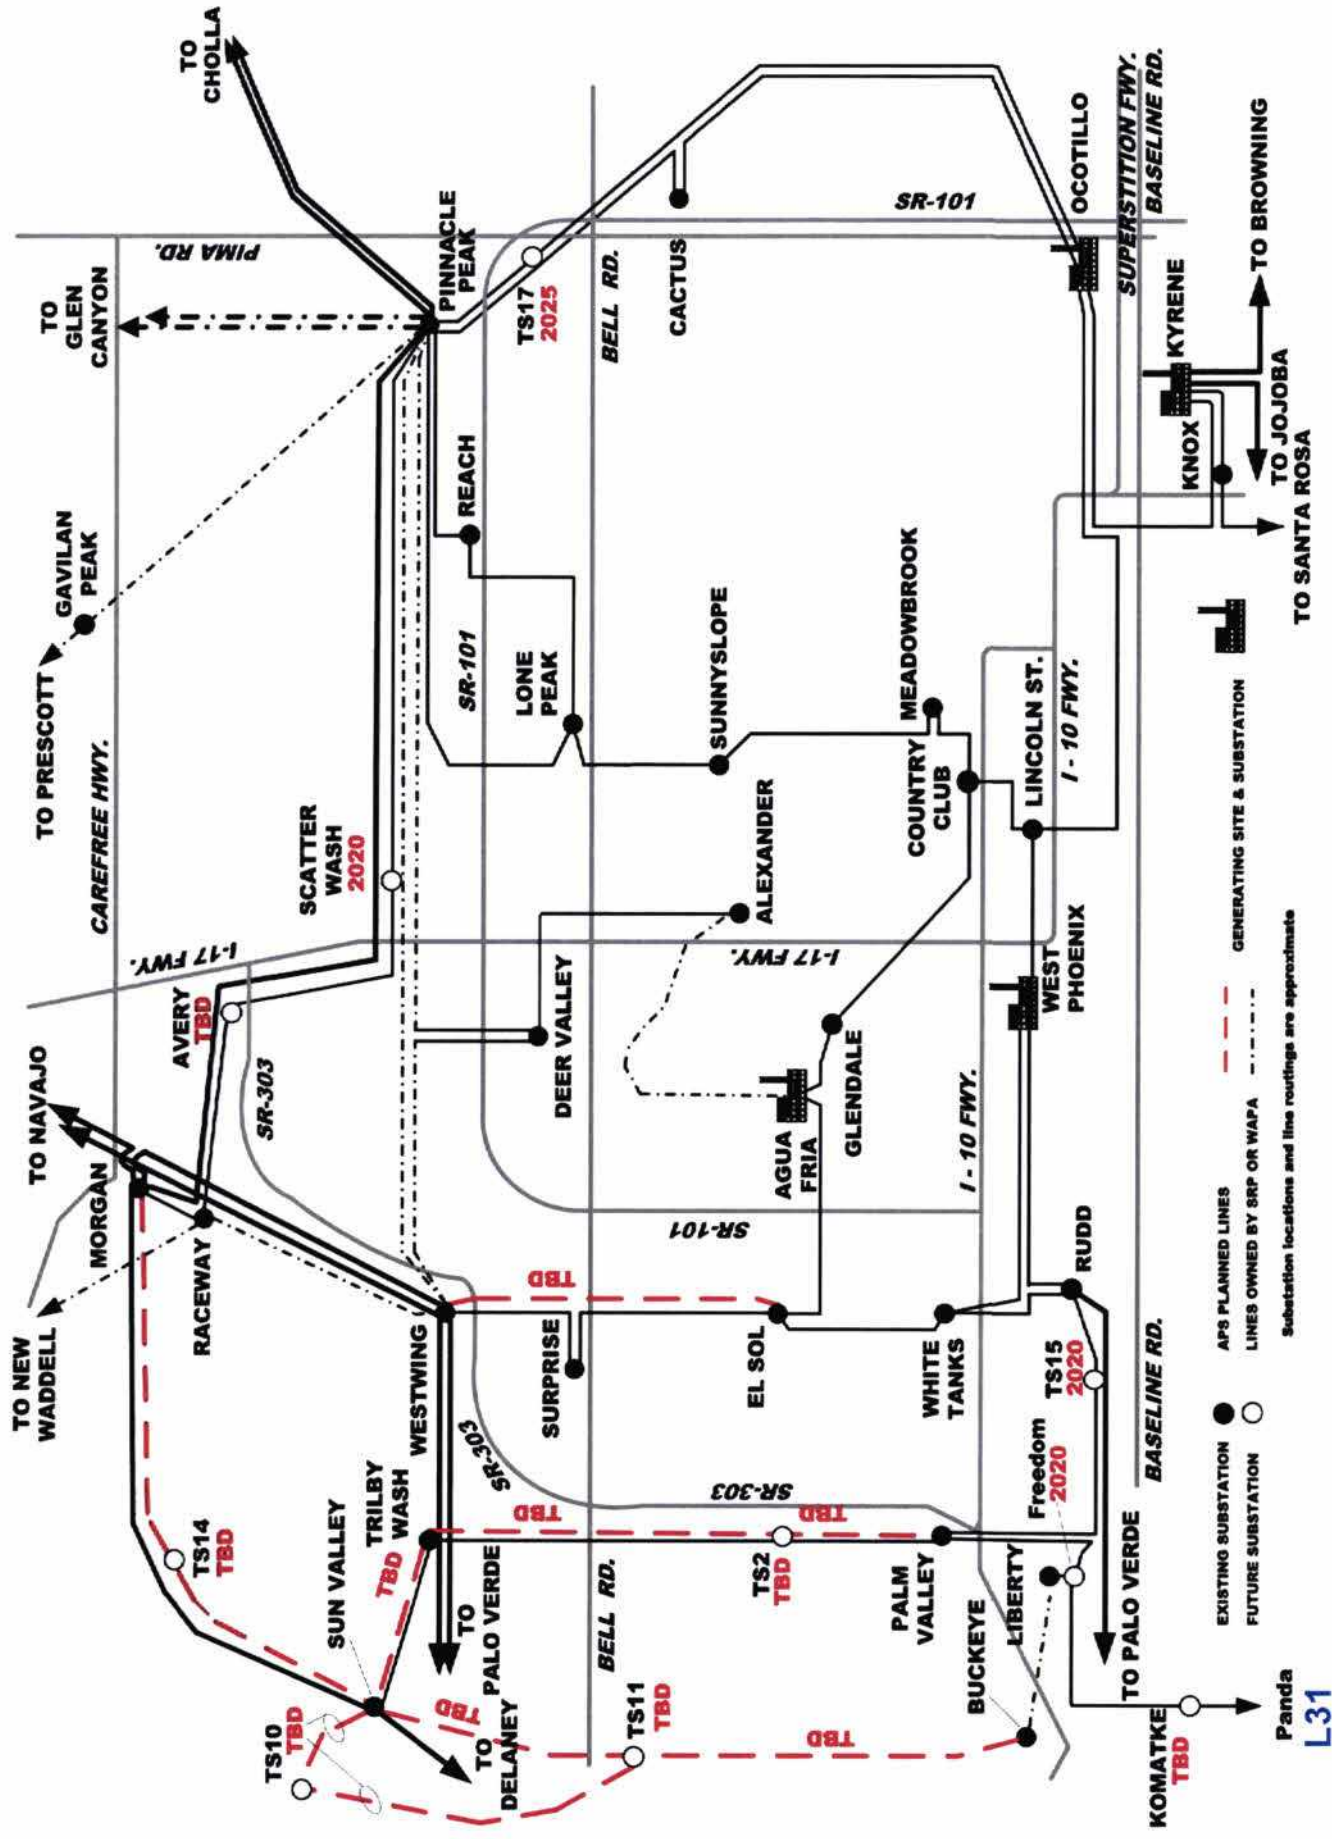 TO
CHOLLA
PIMA RD.
TO
GLEN
CANYON
PINNACLE
PEAK
TS17
2025
BELL RD.
CACTUS
SR-101
OCOTILLO
SUPERSTITION FWY.
BASELINE RD.
KYRENE
TO BROWNING
KNOX
TO JOJOBA
TO SANTA ROSA
GAVILAN
PEAK
TO PRESCOTT
REACH
SR-101
LONE
PEAK
SUNNYSLOPE
MEADOWBROOK
COUNTRY
CLUB
LINCOLN ST.
I - 10 FWY.
CAREFREE HWY.
SCATTER
WASH
2020
ALEXANDER
I-17 FWY.
I-17 FWY.
AVERY
TBD
DEER VALLEY
WEST
PHOENIX
TO NAVAJO
SR-303
AGUA
FRIA
GLENDALE
I - 10 FWY.
MORGAN
RACEWAY
SR-101
TO NEW
WADDELL
WESTWING
TBD
SURPRISE
EL SOL
WHITE
TANKS
RUDD
TS15
2020
BASELINE RD.
SR-303
SR-303
TRILBY
WASH
TBD
TBD
TBD
TS2
TBD
PALM
VALLEY
Freedom
2020
LIBERTY
TS14
TBD
SUN VALLEY
TO
PALO VERDE
BELL RD.
BUCKEYE
TO PALO VERDE
TS10
TBD
TBD
TO
DELANEY
TS11
TBD
TBD
KOMATKE
TBD
Panda
L31
EXISTING SUBSTATION
FUTURE SUBSTATION
APS PLANNED LINES
LINES OWNED BY SRP OR WAPA
GENERATING SITE & SUBSTATION
Substation locations and line routings are approximate